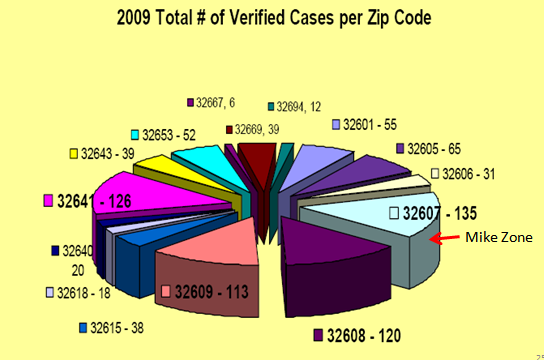 2009 Total # of Verified Cases per Zip Code
32667, 6
32694, 12
32601 - 55
32653 - 52
32669, 39
32605 - 65
32643 - 39
32606 - 31
32641 - 126
32607 - 135
Mike Zone
32640
20
32618 - 18
32609 - 113
32615 - 38
32608 - 120